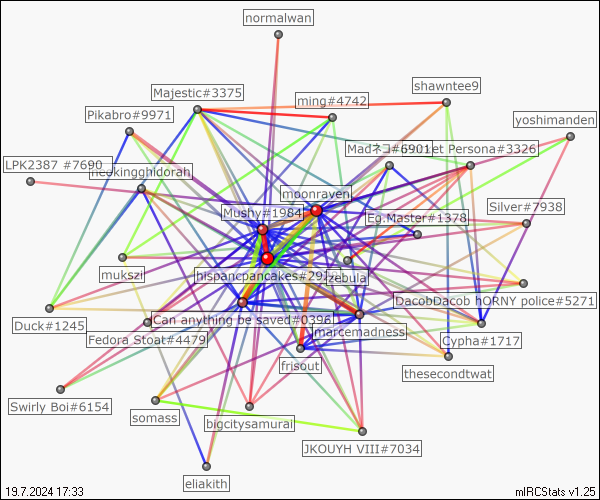 normalwan
shawntee9
Majestic#3375
ming#4742
Pikabro#9971
yoshimanden
Madネコ#6901
Persona#3326
LPK2387 #7690
neokingghidorah
moonraven
Silver#7938
Mushy#1984
Eg.Master#1378
mukszi
hispancpancakes#2912
zebula
DacobDacob
hORNY police#5271
Duck#1245
Can anything be saved#0396
marcemadness
Fedora Stoat#4479
Cypha#1717
frisout
thesecondtwat
Swirly Boi#6154
somass
bigcitysamurai
JKOUYH VIII#7034
eliakith
19.7.2024 17:33
mIRCStats v1.25